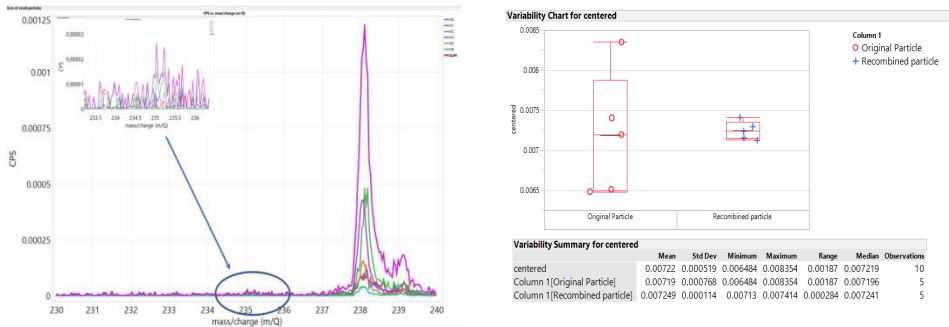 Sum of small particles
CPS vs. mass/charge (m/Q)
0.00125
0.001
0.00075
0.0005
0.00025
0
CPS
230 231 232 233 234 235 236 237 238 239 240
mass/charge (m/Q)
0.00003
0.00002
0.00001
0
CPS
233.5 234 234.5 235 235.5 236
mass/charge (m/Q)
SUM
Variability Chart for centered
0.0085
0.008
0.0075
0.007
0.0065
centered
Original Particle Recombined particle
Column 1
Original Particle
Recombined particle
Variability Summary for centered
Mean Std Dev Minimum Maximum Range Median Observations
centered 0.00722 0.000519 0.006484 0.008354 0.00187 0.007219 10
Column 1[Original Particle] 0.00719 0.000768 0.006484 0.008354 0.00187 0.007196 5
Column 1[Recombined particle] 0.007249 0.000114 0.00713 0.007414 0.000284 0.007241 5